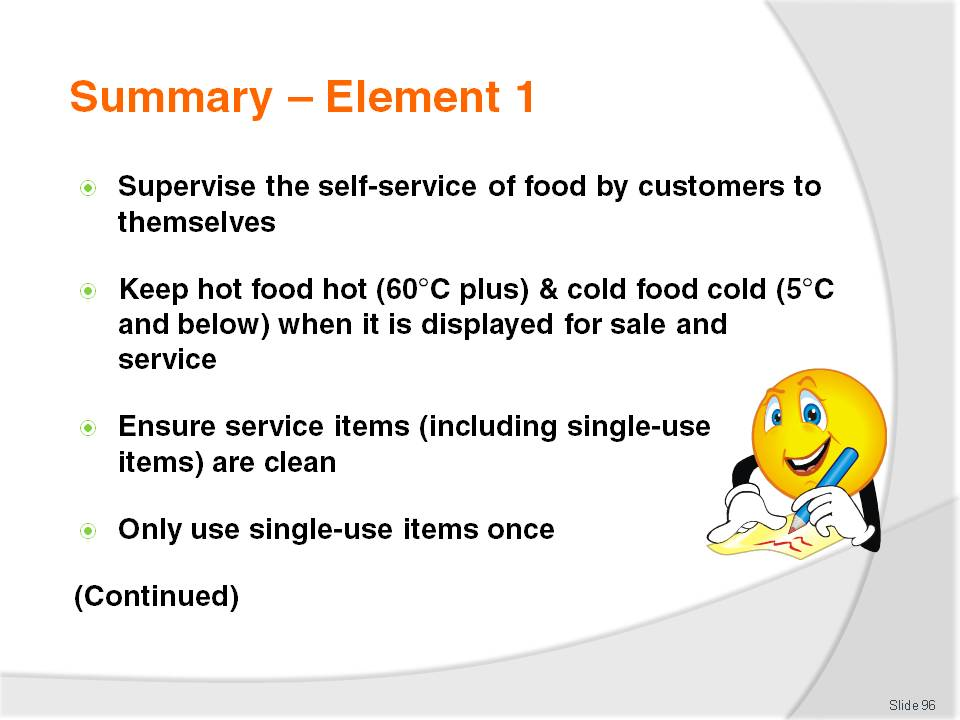 Summary – Element 1
Supervise the self-service of food by customers to
themselves
Keep hot food hot (60°C plus) & cold food cold (5°C
and below) when it is displayed for sale and
service
Ensure service items (including single-use
items) are clean
Only use single-use items once
(Continued)
Slide 96